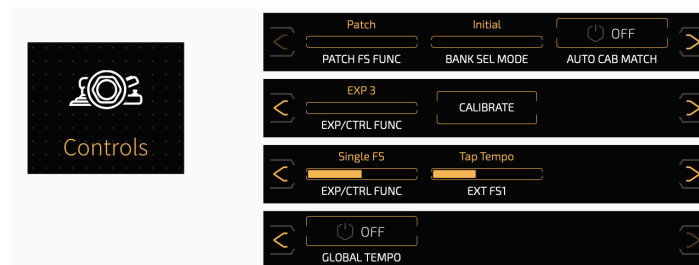 Controls
Patch Initial OFF
PATCH FS FUNC BANK SEL MODE AUTO CAB MATCH
EXP 3 CALIBRATE
EXP/CTRL FUNC
Single FS Tap Tempo
EXP/CTRL FUNC EXT FS1
OFF
GLOBAL TEMPO